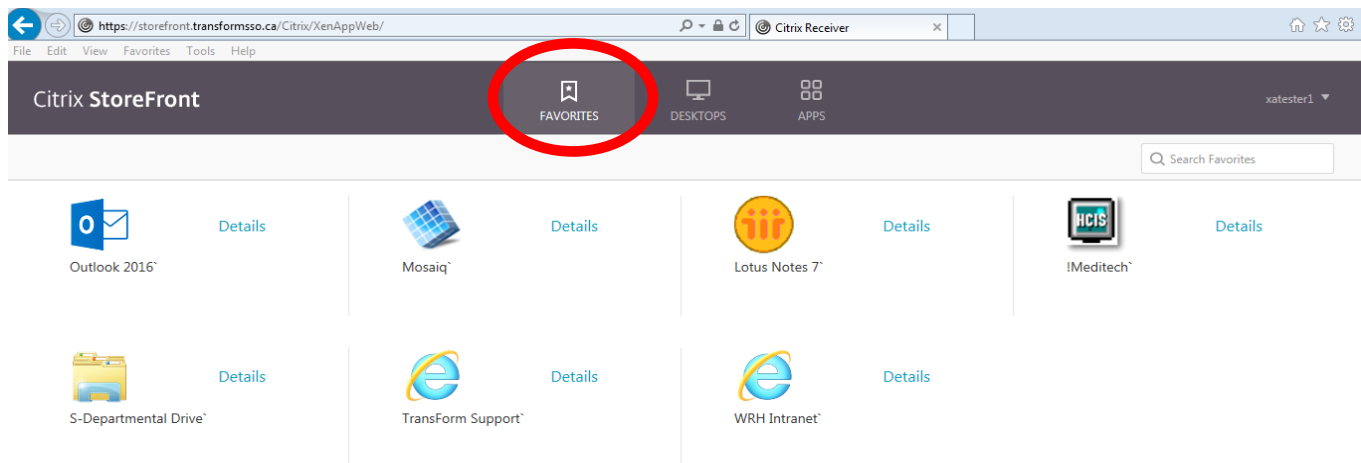 https://storefront.transformsso.ca/Citrix/XenAppWeb/ Citrix Receiver
File Edit View Favorites Tools Help
Citrix StoreFront FAVORITES DESKTOPS APPS xatester1
Search Favorites
Details Details Details HCIS Details
Outlook 2016` Mosaiq` Lotus Notes 7` !Meditech`
Details Details Details
S-Departmental Drive` TransForm Support` WRH Intranet`